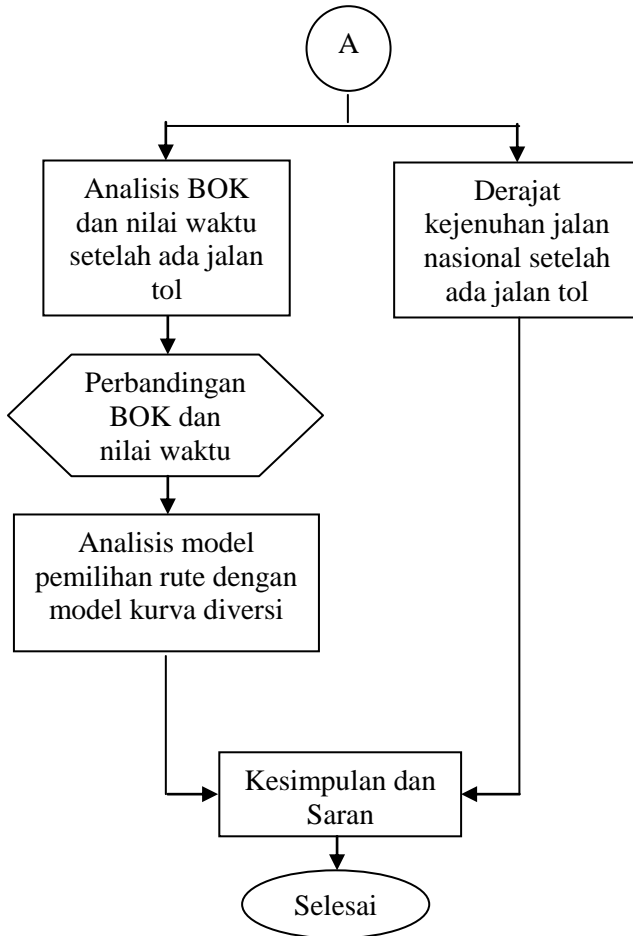 A
Analisis BOK
dan nilai waktu
setelah ada jalan
tol
Derajat
kejenuhan jalan
nasional setelah
ada jalan tol
Perbandingan
BOK dan
nilai waktu
Analisis model
pemilihan rute dengan
model kurva diversi
Kesimpulan dan
Saran
Selesai